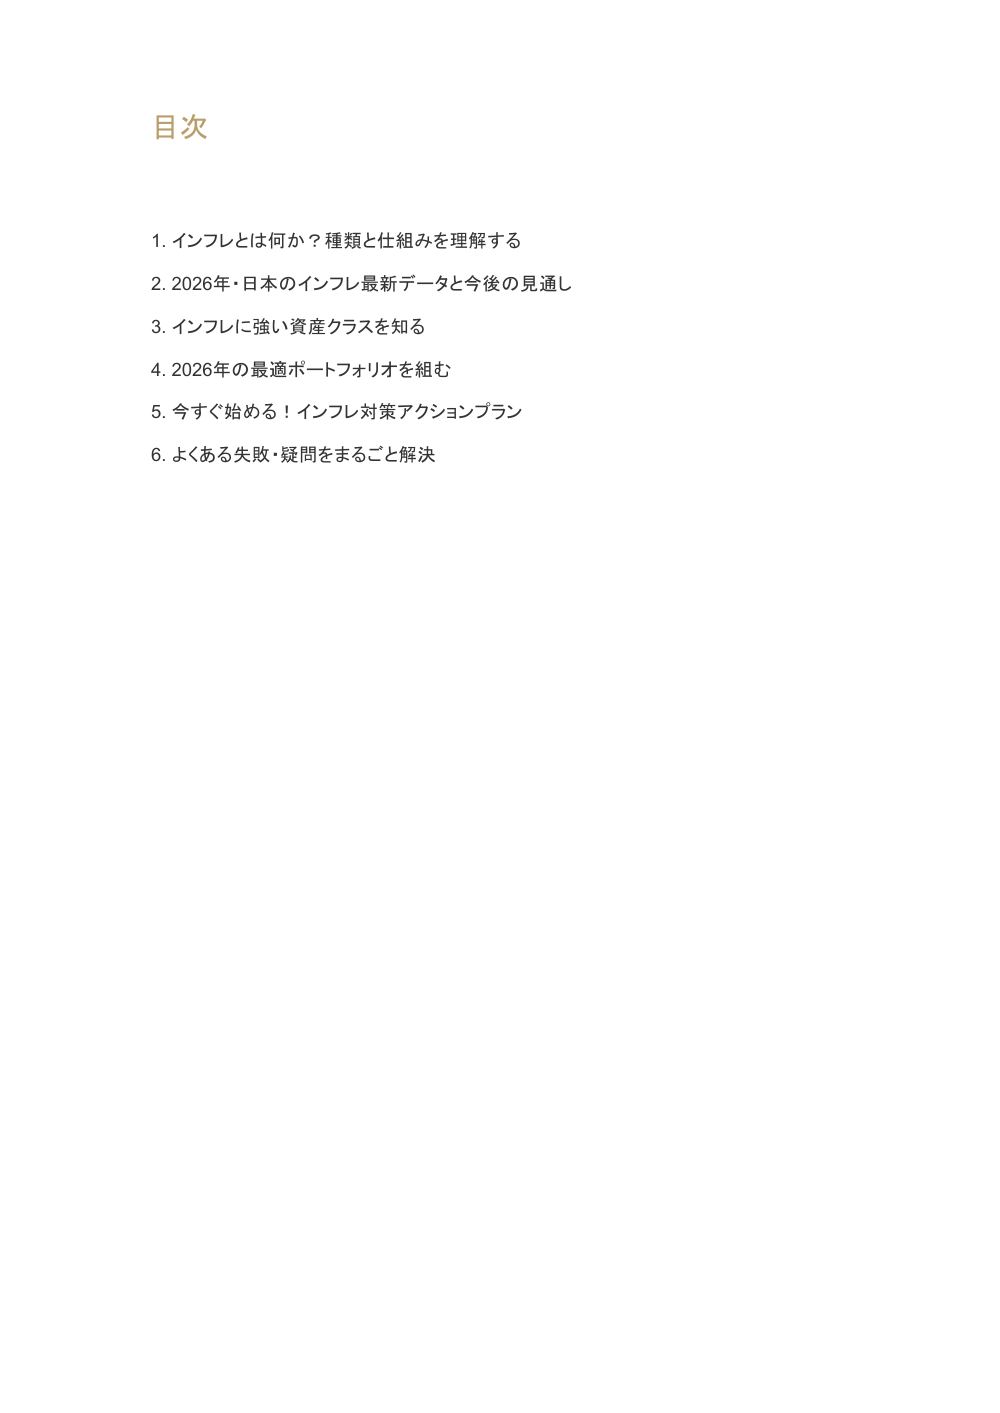 目次
1. インフレとは何か？種類と仕組みを理解する
2. 2026年・日本のインフレ最新データと今後の見通し
3. インフレに強い資産クラスを知る
4. 2026年の最適ポートフォリオを組む
5. 今すぐ始める！インフレ対策アクションプラン
6. よくある失敗・疑問をまるごと解決